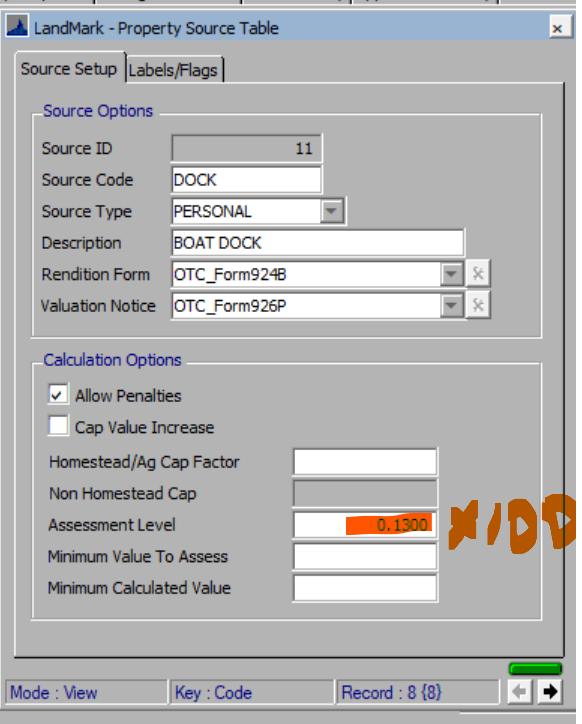 LandMark - Property Source Table
Source Setup Labels/Flags
Source Options
Source ID 11
Source Code DOCK
Source Type PERSONAL
Description BOAT DOCK
Rendition Form OTC_Form924B
Valuation Notice OTC_Form926P
Calculation Options
Allow Penalties
Cap Value Increase
Homestead/Ag Cap Factor
Non Homestead Cap
Assessment Level 0.1300
Minimum Value To Assess
Minimum Calculated Value
Mode : View Key : Code Record : 8 {8}